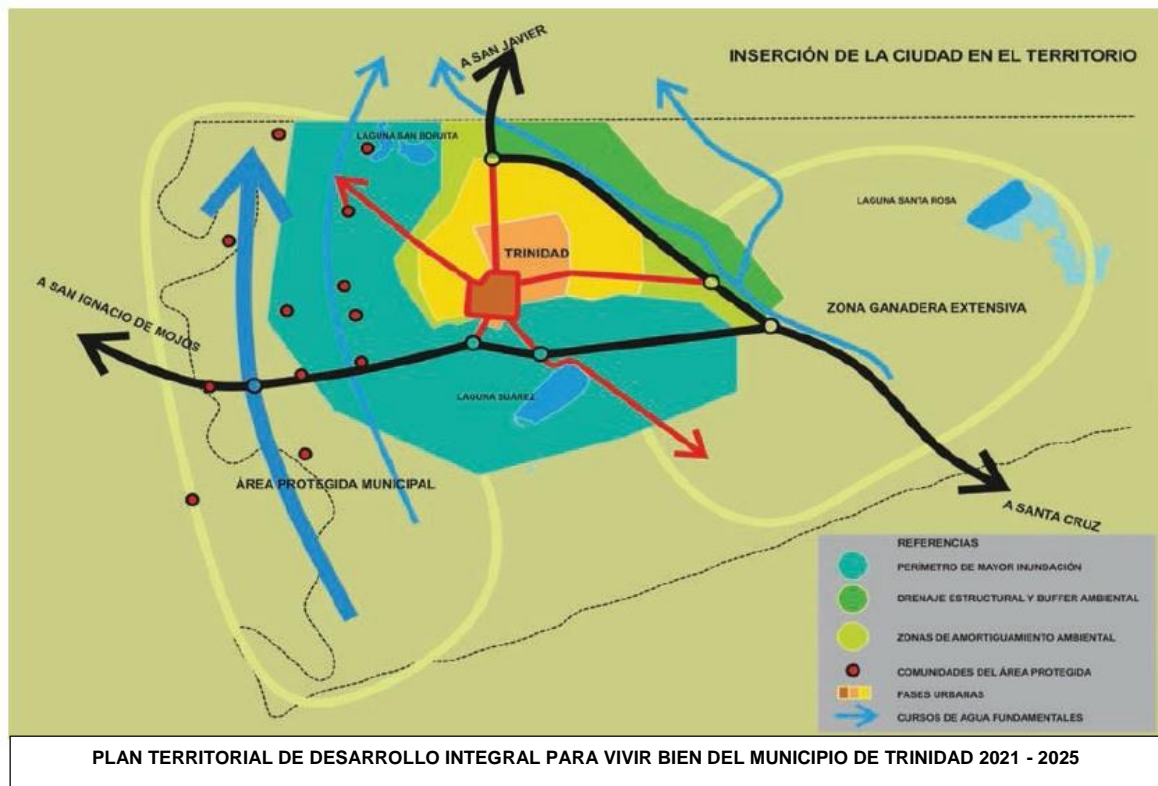 A SAN JAVIER
INSERCIÓN DE LA CIUDAD EN EL TERRITORIO
LAGUNA SAN BORJITA
LAGUNA SANTA ROSA
TRINIDAD
A SAN IGNACIO DE MOJOS
ZONA GANADERA EXTENSIVA
LAGUNA SUÁREZ
ÁREA PROTEGIDA MUNICIPAL
A SANTA CRUZ
REFERENCIAS
PERÍMETRO DE MAYOR INUNDACIÓN
DRENAJE ESTRUCTURAL Y BUFFER AMBIENTAL
ZONAS DE AMORTIGUAMIENTO AMBIENTAL
COMUNIDADES DEL ÁREA PROTEGIDA
FASES URBANAS
CURSOS DE AGUA FUNDAMENTALES
PLAN TERRITORIAL DE DESARROLLO INTEGRAL PARA VIVIR BIEN DEL MUNICIPIO DE TRINIDAD 2021 - 2025